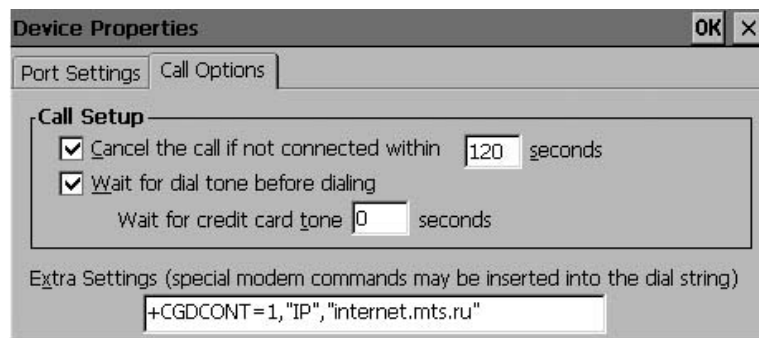 Device Properties OK ×
Port Settings Call Options
Call Setup
Cancel the call if not connected within 120 seconds
Wait for dial tone before dialing
Wait for credit card tone 0 seconds
Extra Settings (special modem commands may be inserted into the dial string)
+CGDCONT=1,"IP","internet.mts.ru"